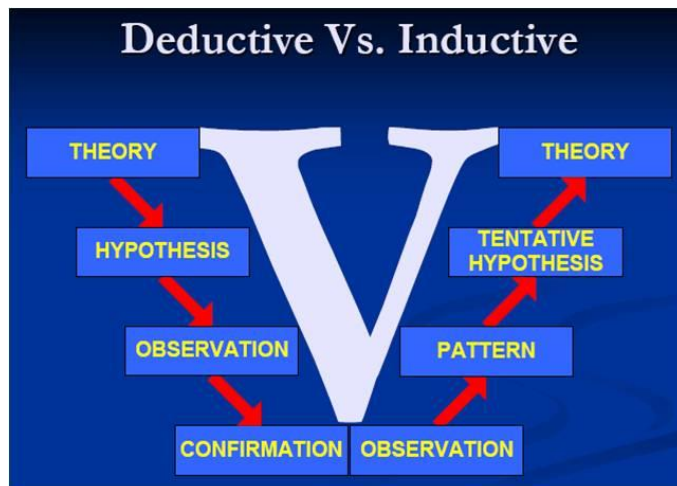 Deductive Vs. Inductive
V
THEORY
HYPOTHESIS
OBSERVATION
CONFIRMATION
THEORY
TENTATIVE
HYPOTHESIS
PATTERN
OBSERVATION